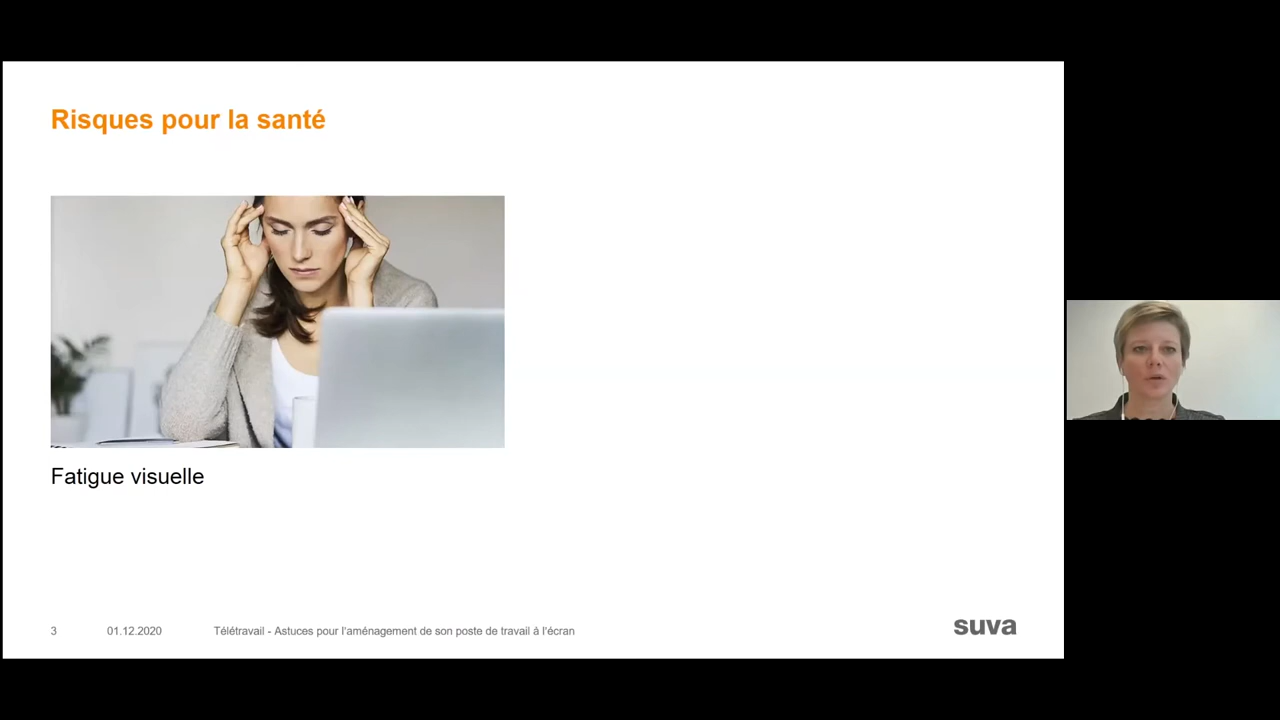 Risques pour la santé
Fatigue visuelle
3 01.12.2020 Télétravail - Astuces pour l'aménagement de son poste de travail à l'écran suva